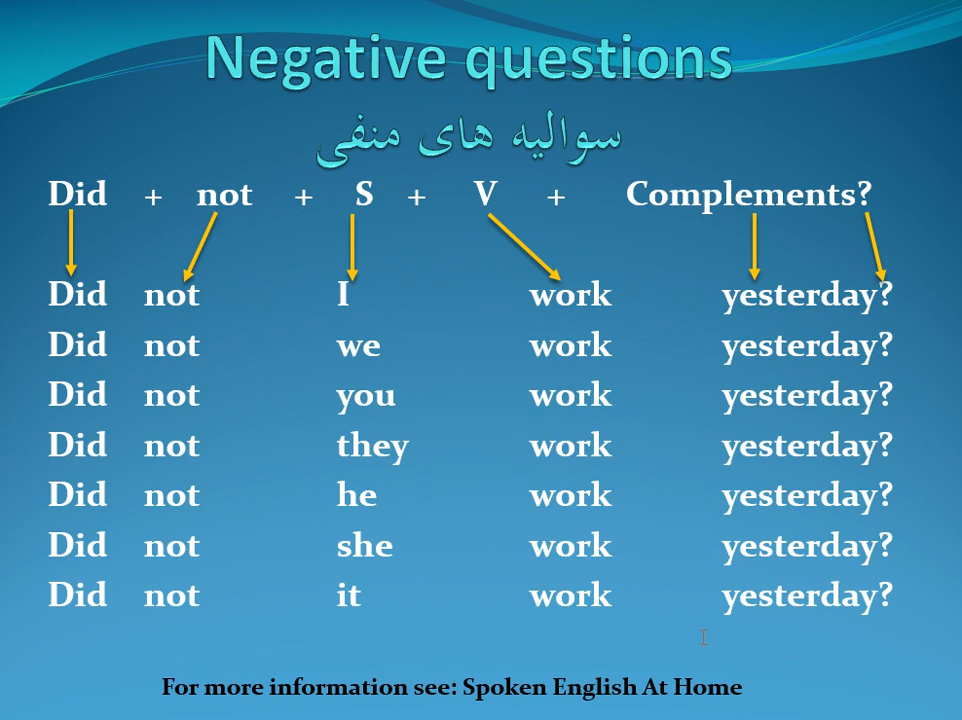 Negative questions
سوالیه های منفی
Did + not + S + V + Complements?
Did not I work yesterday?
Did not we work yesterday?
Did not you work yesterday?
Did not they work yesterday?
Did not he work yesterday?
Did not she work yesterday?
Did not it work yesterday?
For more information see: Spoken English At Home